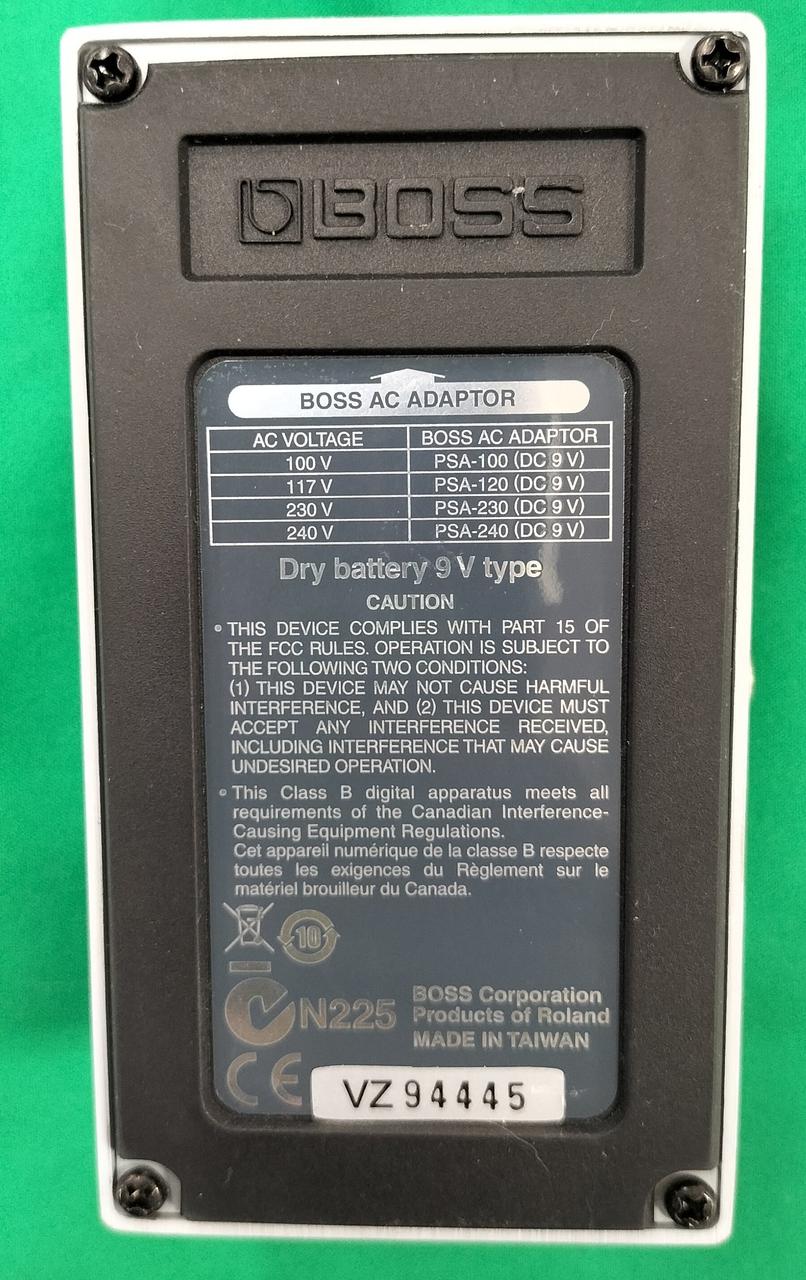 BOSS
BOSS AC ADAPTOR
AC VOLTAGE BOSS AC ADAPTOR
100 V PSA-100 (DC 9 V)
117 V PSA-120 (DC 9 V)
230 V PSA-230 (DC 9 V)
240 V PSA-240 (DC 9 V)
Dry battery 9 V type
CAUTION
• THIS DEVICE COMPLIES WITH PART 15 OF
THE FCC RULES. OPERATION IS SUBJECT TO
THE FOLLOWING TWO CONDITIONS:
(1) THIS DEVICE MAY NOT CAUSE HARMFUL
INTERFERENCE, AND (2) THIS DEVICE MUST
ACCEPT ANY INTERFERENCE RECEIVED,
INCLUDING INTERFERENCE THAT MAY CAUSE
UNDESIRED OPERATION.
• This Class B digital apparatus meets all
requirements of the Canadian Interference-
Causing Equipment Regulations.
Cet appareil numérique de la classe B respecte
toutes les exigences du Règlement sur le
matériel brouilleur du Canada.
10
N225
BOSS Corporation
Products of Roland
MADE IN TAIWAN
CE
VZ94445